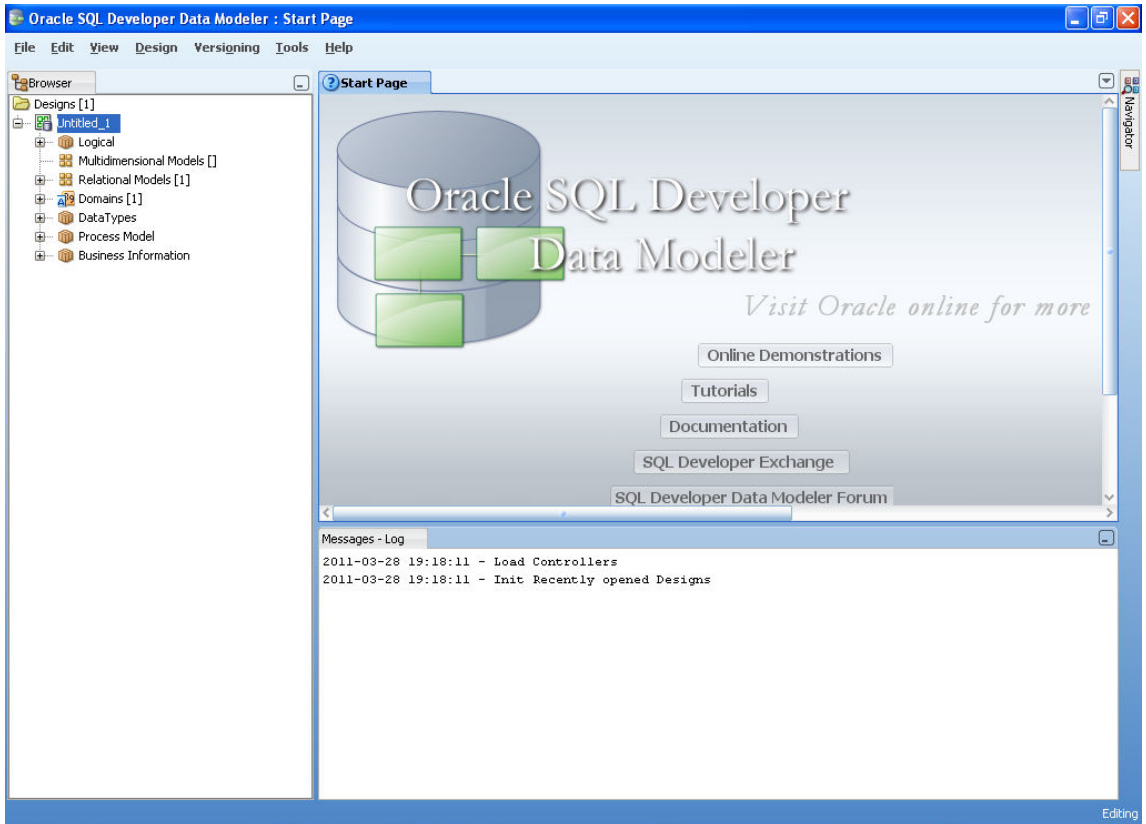 Oracle SQL Developer Data Modeler : Start Page
File Edit View Design Versioning Tools Help
Browser
Designs [1]
Untitled_1
Logical
Multidimensional Models []
Relational Models [1]
Domains [1]
DataTypes
Process Model
Business Information
Start Page
Oracle SQL Developer
Data Modeler
Visit Oracle online for more
Online Demonstrations
Tutorials
Documentation
SQL Developer Exchange
SQL Developer Data Modeler Forum
Navigator
Messages - Log
2011-03-28 19:18:11 - Load Controllers
2011-03-28 19:18:11 - Init Recently opened Designs
Editing